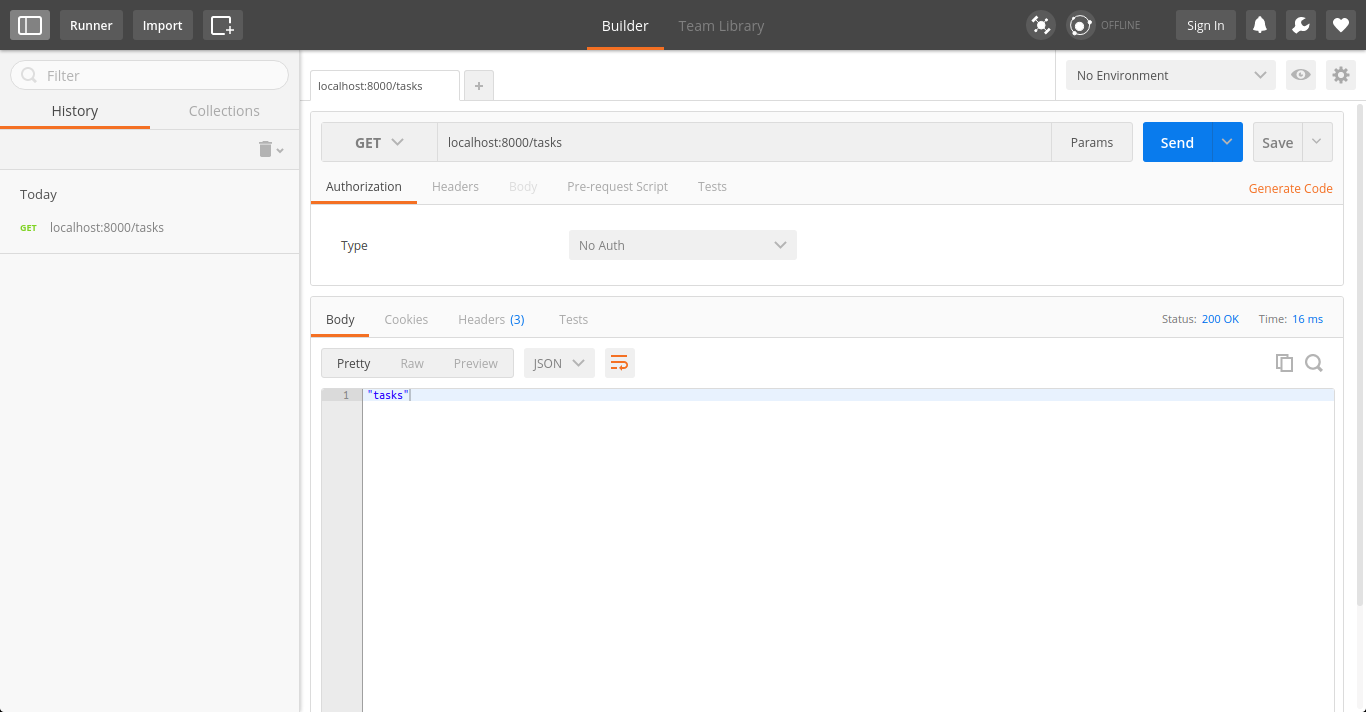 Runner Import Builder Team Library OFFLINE Sign In
Filter
History Collections
Today
GET localhost:8000/tasks
localhost:8000/tasks + No Environment
GET localhost:8000/tasks Params Send Save
Authorization Headers Body Pre-request Script Tests Generate Code
Type No Auth
Body Cookies Headers (3) Tests Status: 200 OK Time: 16 ms
Pretty Raw Preview JSON
1 "tasks"